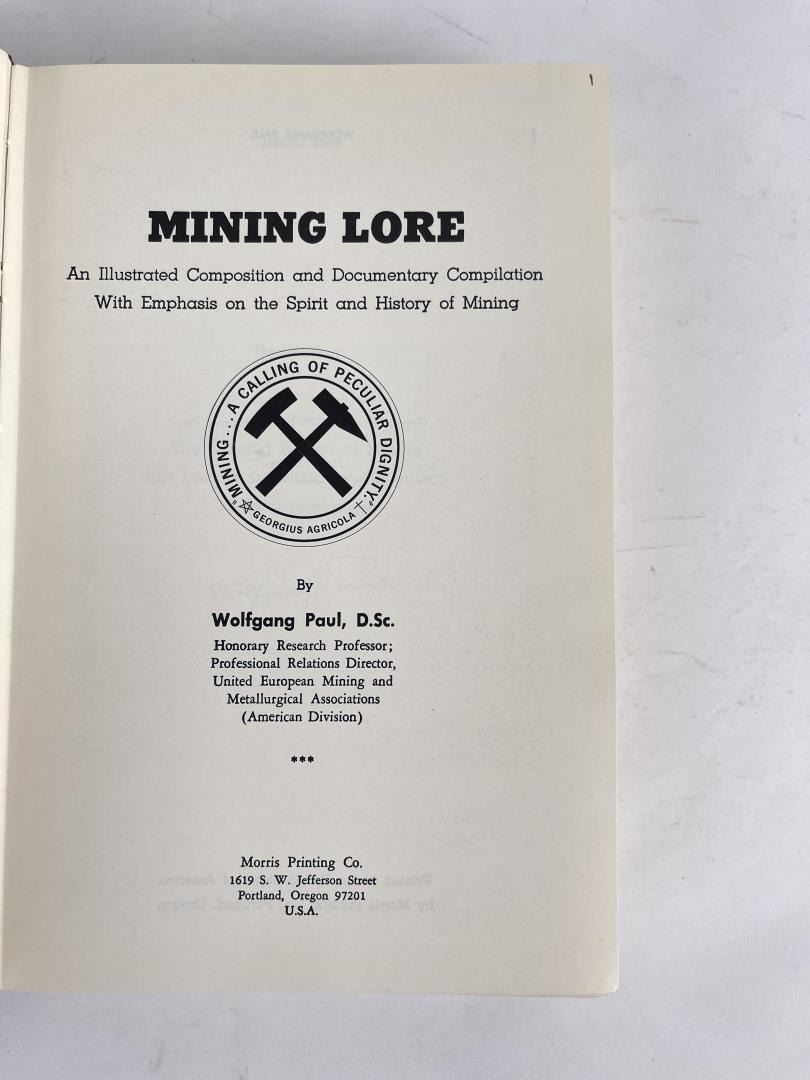 MINING LORE
An Illustrated Composition and Documentary Compilation
With Emphasis on the Spirit and History of Mining
"MINING... A CALLING OF PECULIAR DIGNITY."
GEORGIUS AGRICOLA
By
Wolfgang Paul, D.Sc.
Honorary Research Professor;
Professional Relations Director,
United European Mining and
Metallurgical Associations
(American Division)
***
Morris Printing Co.
1619 S. W. Jefferson Street
Portland, Oregon 97201
U.S.A.